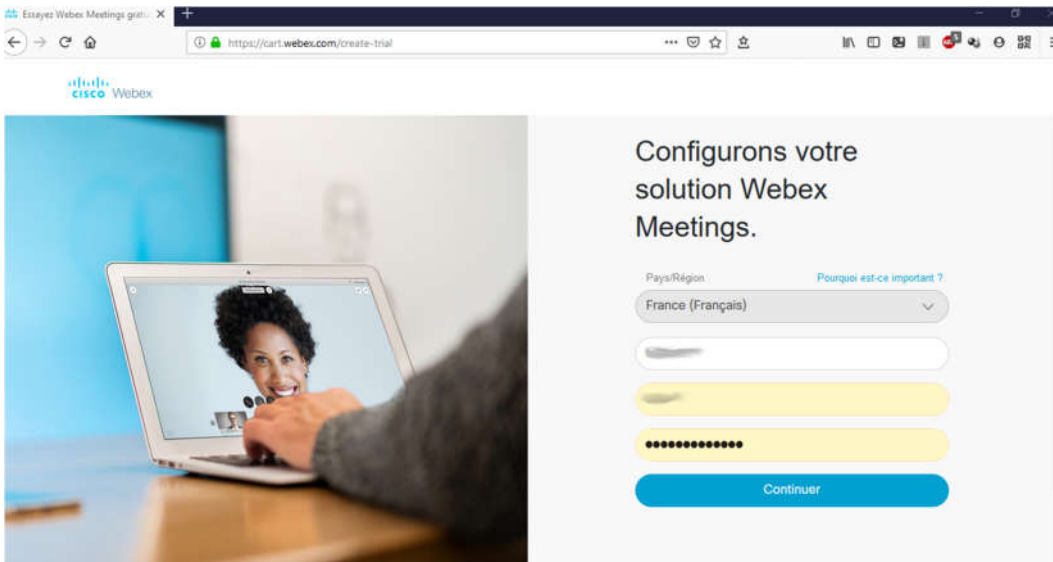 Essayez Webex Meetings grat
https://cart.webex.com/create-trial
CISCO Webex
Configurons votre
solution Webex
Meetings.
Pays/Région Pourquoi est-ce important ?
France (Français)
Continuer